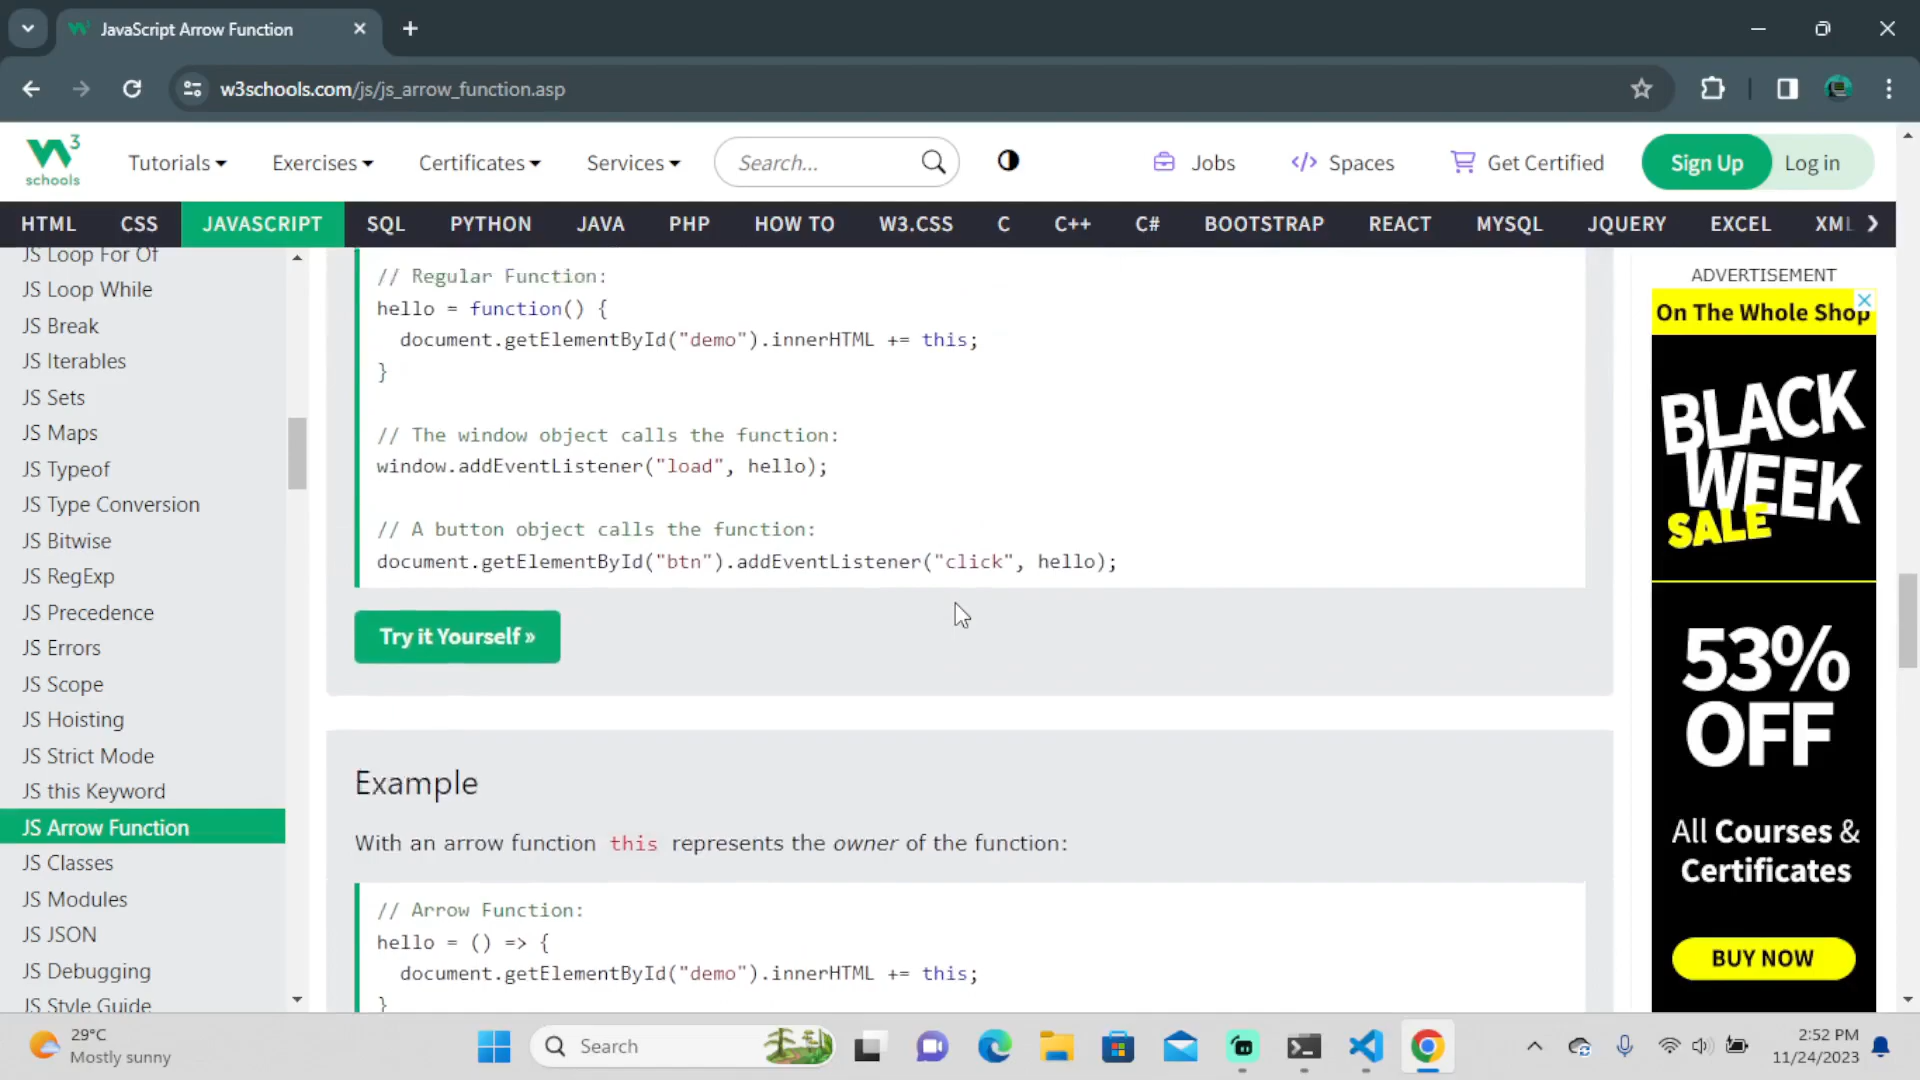 JavaScript Arrow Function
w3schools.com/js/js_arrow_function.asp
W3
schools
Tutorials
Exercises
Certificates
Services
Search...
Jobs
Spaces
Get Certified
Sign Up
Log in
HTML
CSS
JAVASCRIPT
SQL
PYTHON
JAVA
PHP
HOW TO
W3.CSS
C
C++
C#
BOOTSTRAP
REACT
MYSQL
JQUERY
EXCEL
XML
JS Loop For Of
JS Loop While
JS Break
JS Iterables
JS Sets
JS Maps
JS Typeof
JS Type Conversion
JS Bitwise
JS RegExp
JS Precedence
JS Errors
JS Scope
JS Hoisting
JS Strict Mode
JS this Keyword
JS Arrow Function
JS Classes
JS Modules
JS JSON
JS Debugging
JS Style Guide
// Regular Function:
hello = function() {
document.getElementById("demo").innerHTML += this;
}
// The window object calls the function:
window.addEventListener("load", hello);
// A button object calls the function:
document.getElementById("btn").addEventListener("click", hello);
Try it Yourself »
Example
With an arrow function this represents the owner of the function:
// Arrow Function:
hello = () => {
document.getElementById("demo").innerHTML += this;
}
ADVERTISEMENT
On The Whole Shop
BLACK
WEEK
SALE
53%
OFF
All Courses &
Certificates
BUY NOW
29°C
Mostly sunny
Search
2:52 PM
11/24/2023